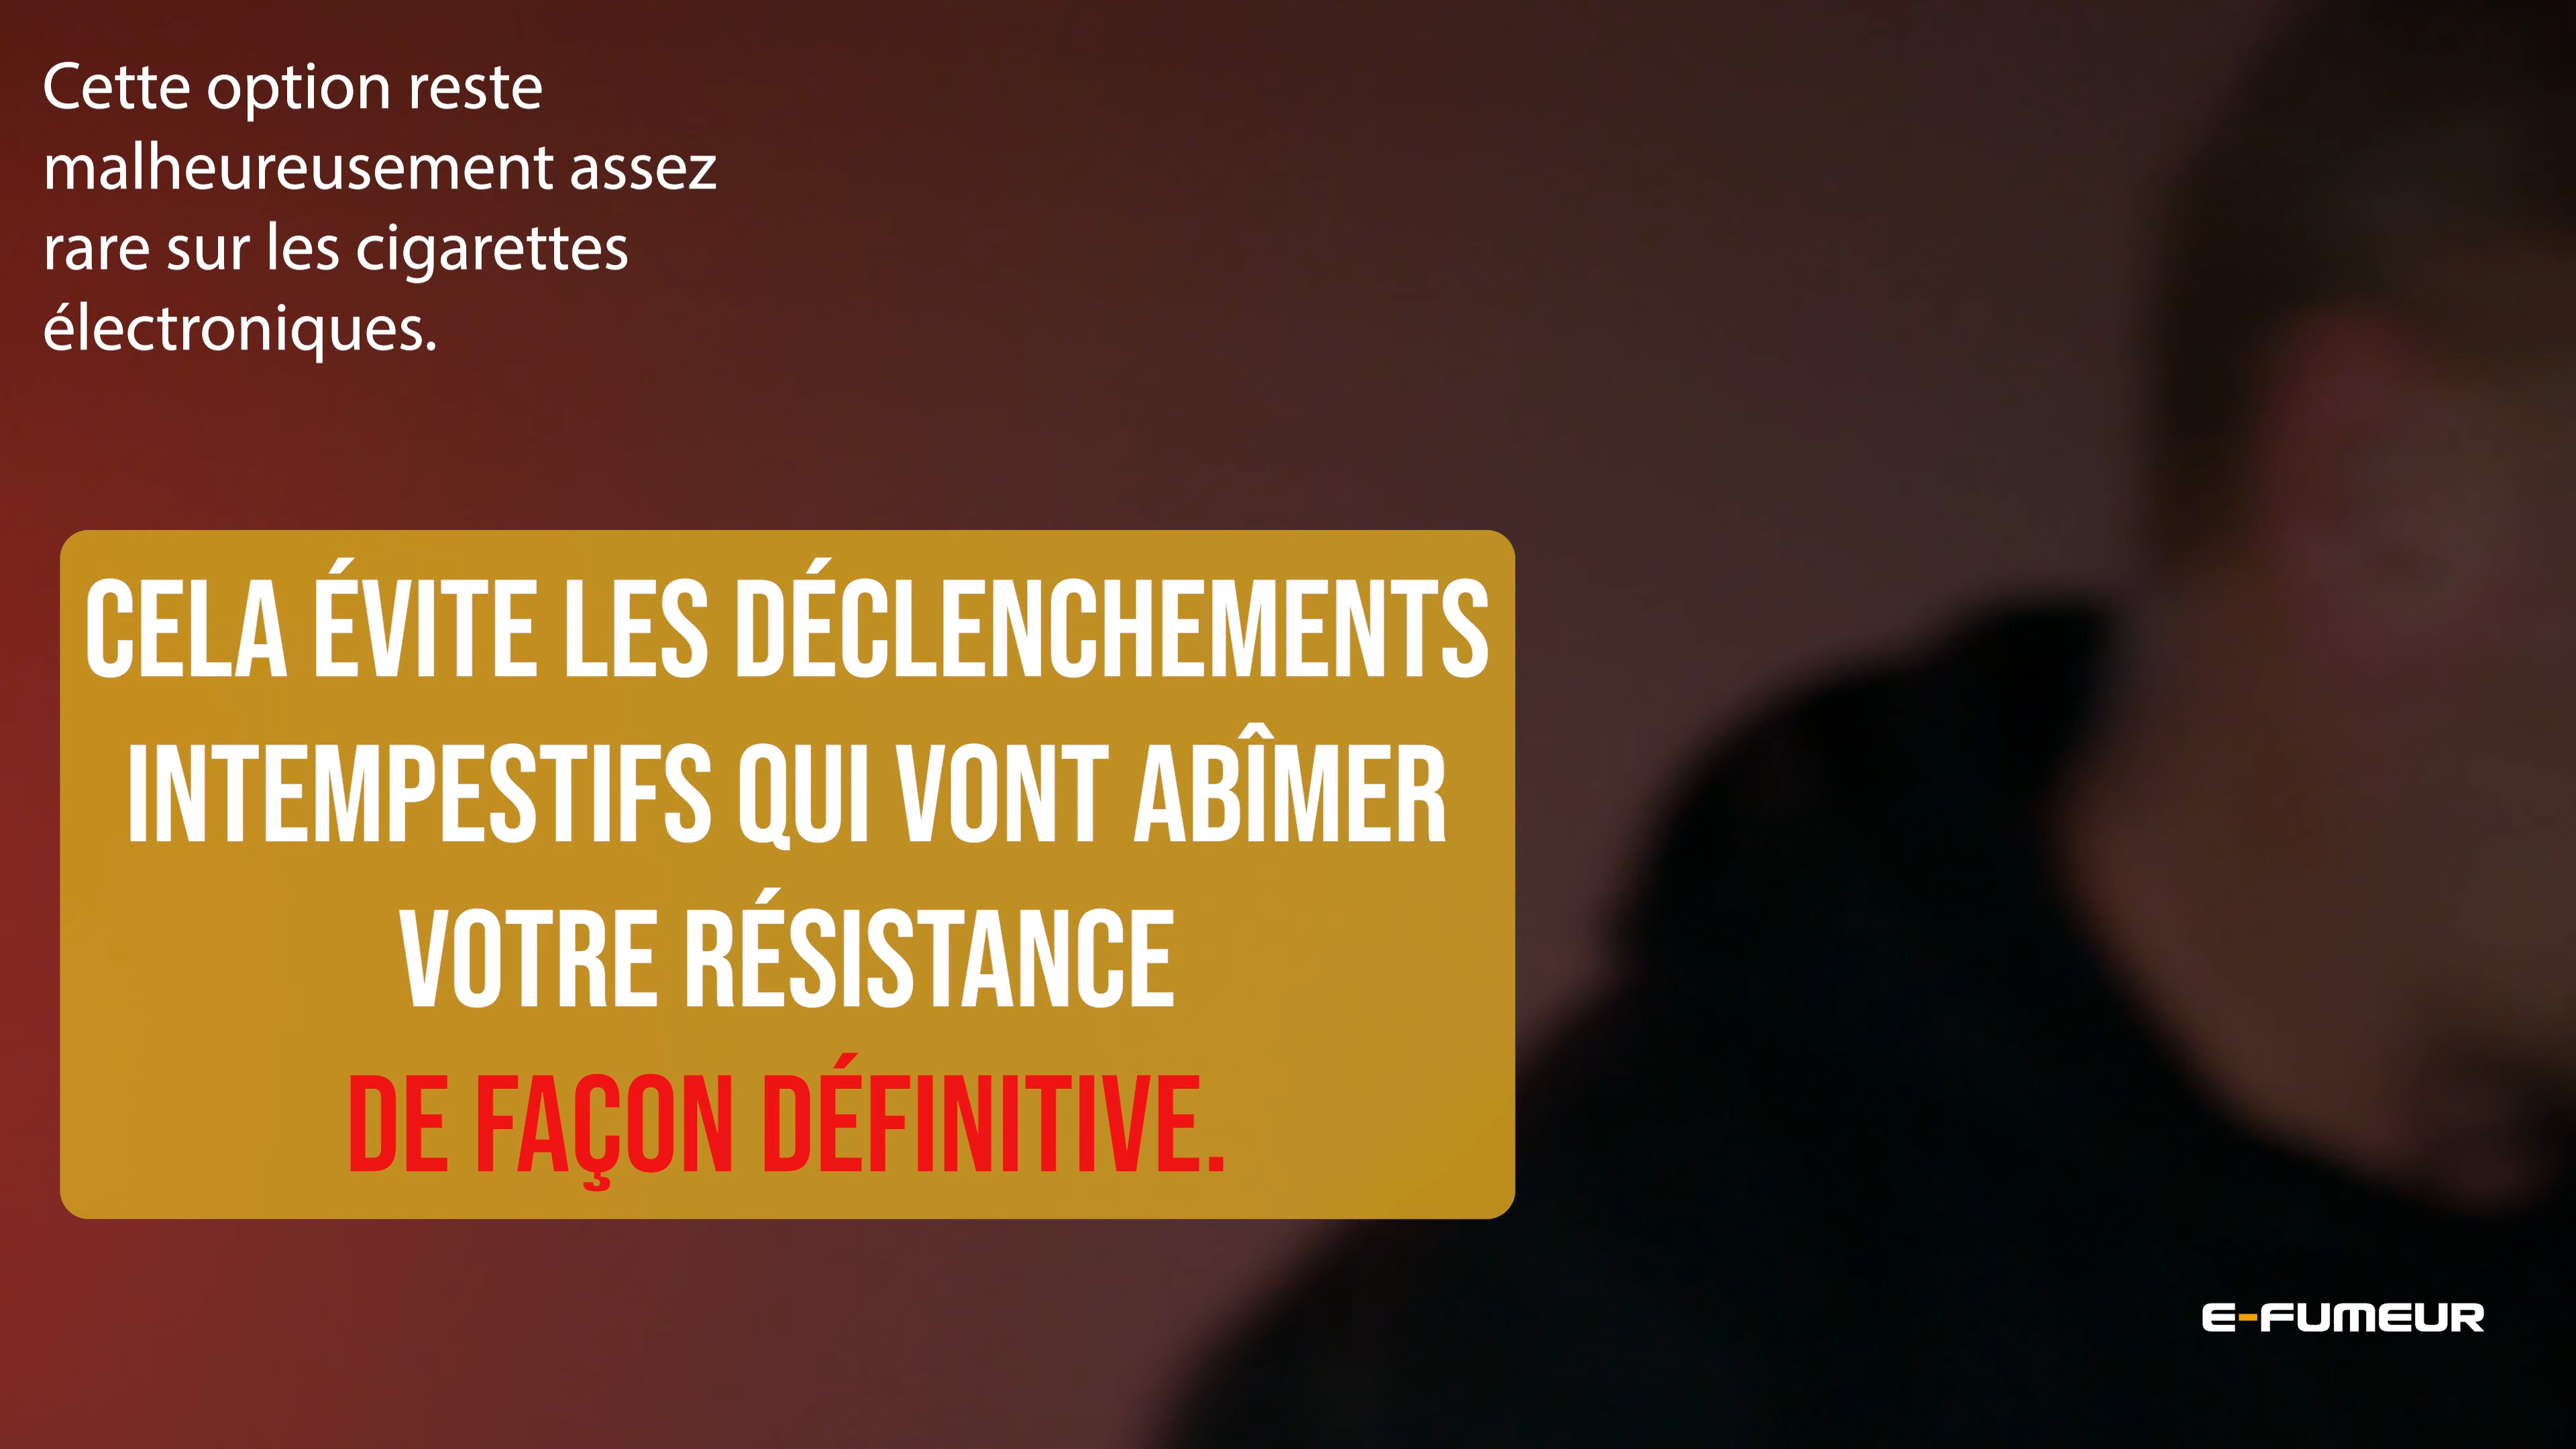 Cette option reste
malheureusement assez
rare sur les cigarettes
électroniques.
CELA ÉVITE LES DÉCLENCHEMENTS
INTEMPESTIFS QUI VONT ABÎMER
VOTRE RÉSISTANCE
DE FAÇON DÉFINITIVE.
E-FUMEUR